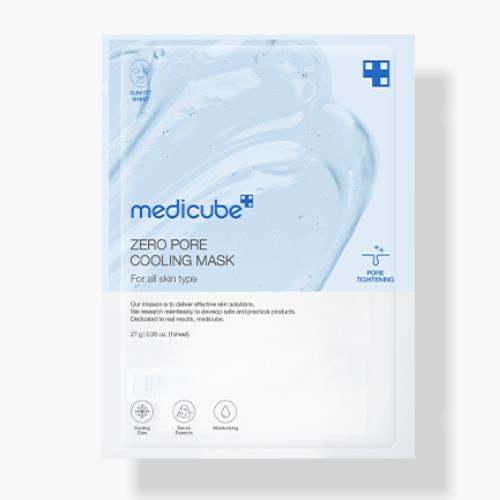 SLIM FIT
SHEET
medicube
ZERO PORE
COOLING MASK
For all skin type
PORE
TIGHTENING
Our mission is to deliver effective skin solutions,
We research relentlessly to develop safe and practical products.
Dedicated to real results, medicube.
27 g | 0.95 oz. (1sheet)
Cooling
Care
Serum
Essence
Moisturizing